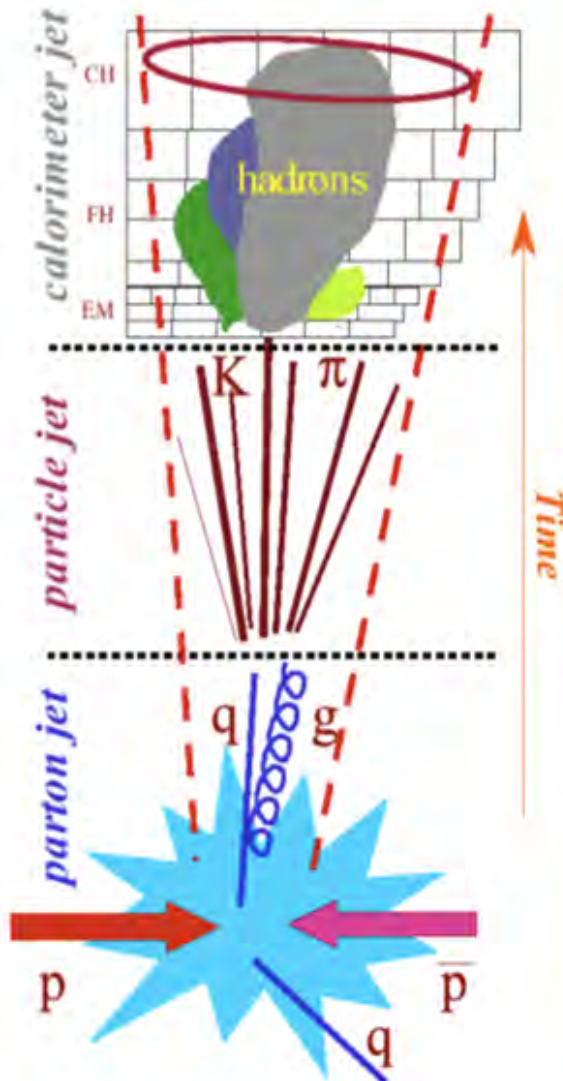 calorimeter jet
CH
FH
EM
hadrons
particle jet
K
π
Time
parton jet
q
g
p
p̅
q